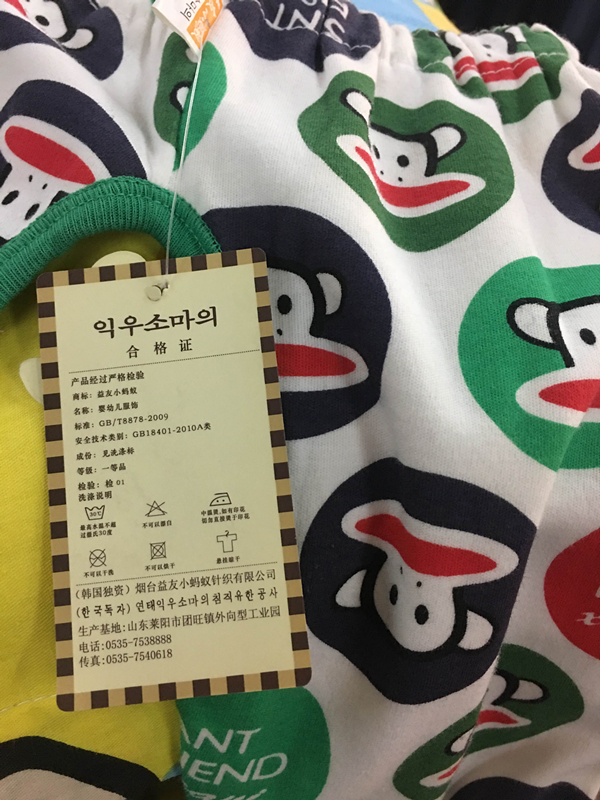 익우소마의
合格证
产品经过严格检验
商标：益友小蚂蚁
名称：婴幼儿服饰
标准：GB/T8878-2009
安全技术类别：GB18401-2010A类
成份：见洗涤标
等级：一等品
检验：检 01
洗涤说明
30℃
最高水温不超过摄氏30度
不可以漂白
中温烫,如有印花切勿直接烫于印花
不可以干洗
不可以烘干
悬挂晾干
（韩国独资）烟台益友小蚂蚁针织有限公司
(한국독자) 연태익우소마의침직유한공사
生产基地:山东莱阳市团旺镇外向型工业园
电话:0535-7538888
传真:0535-7540618
ANT
IEND